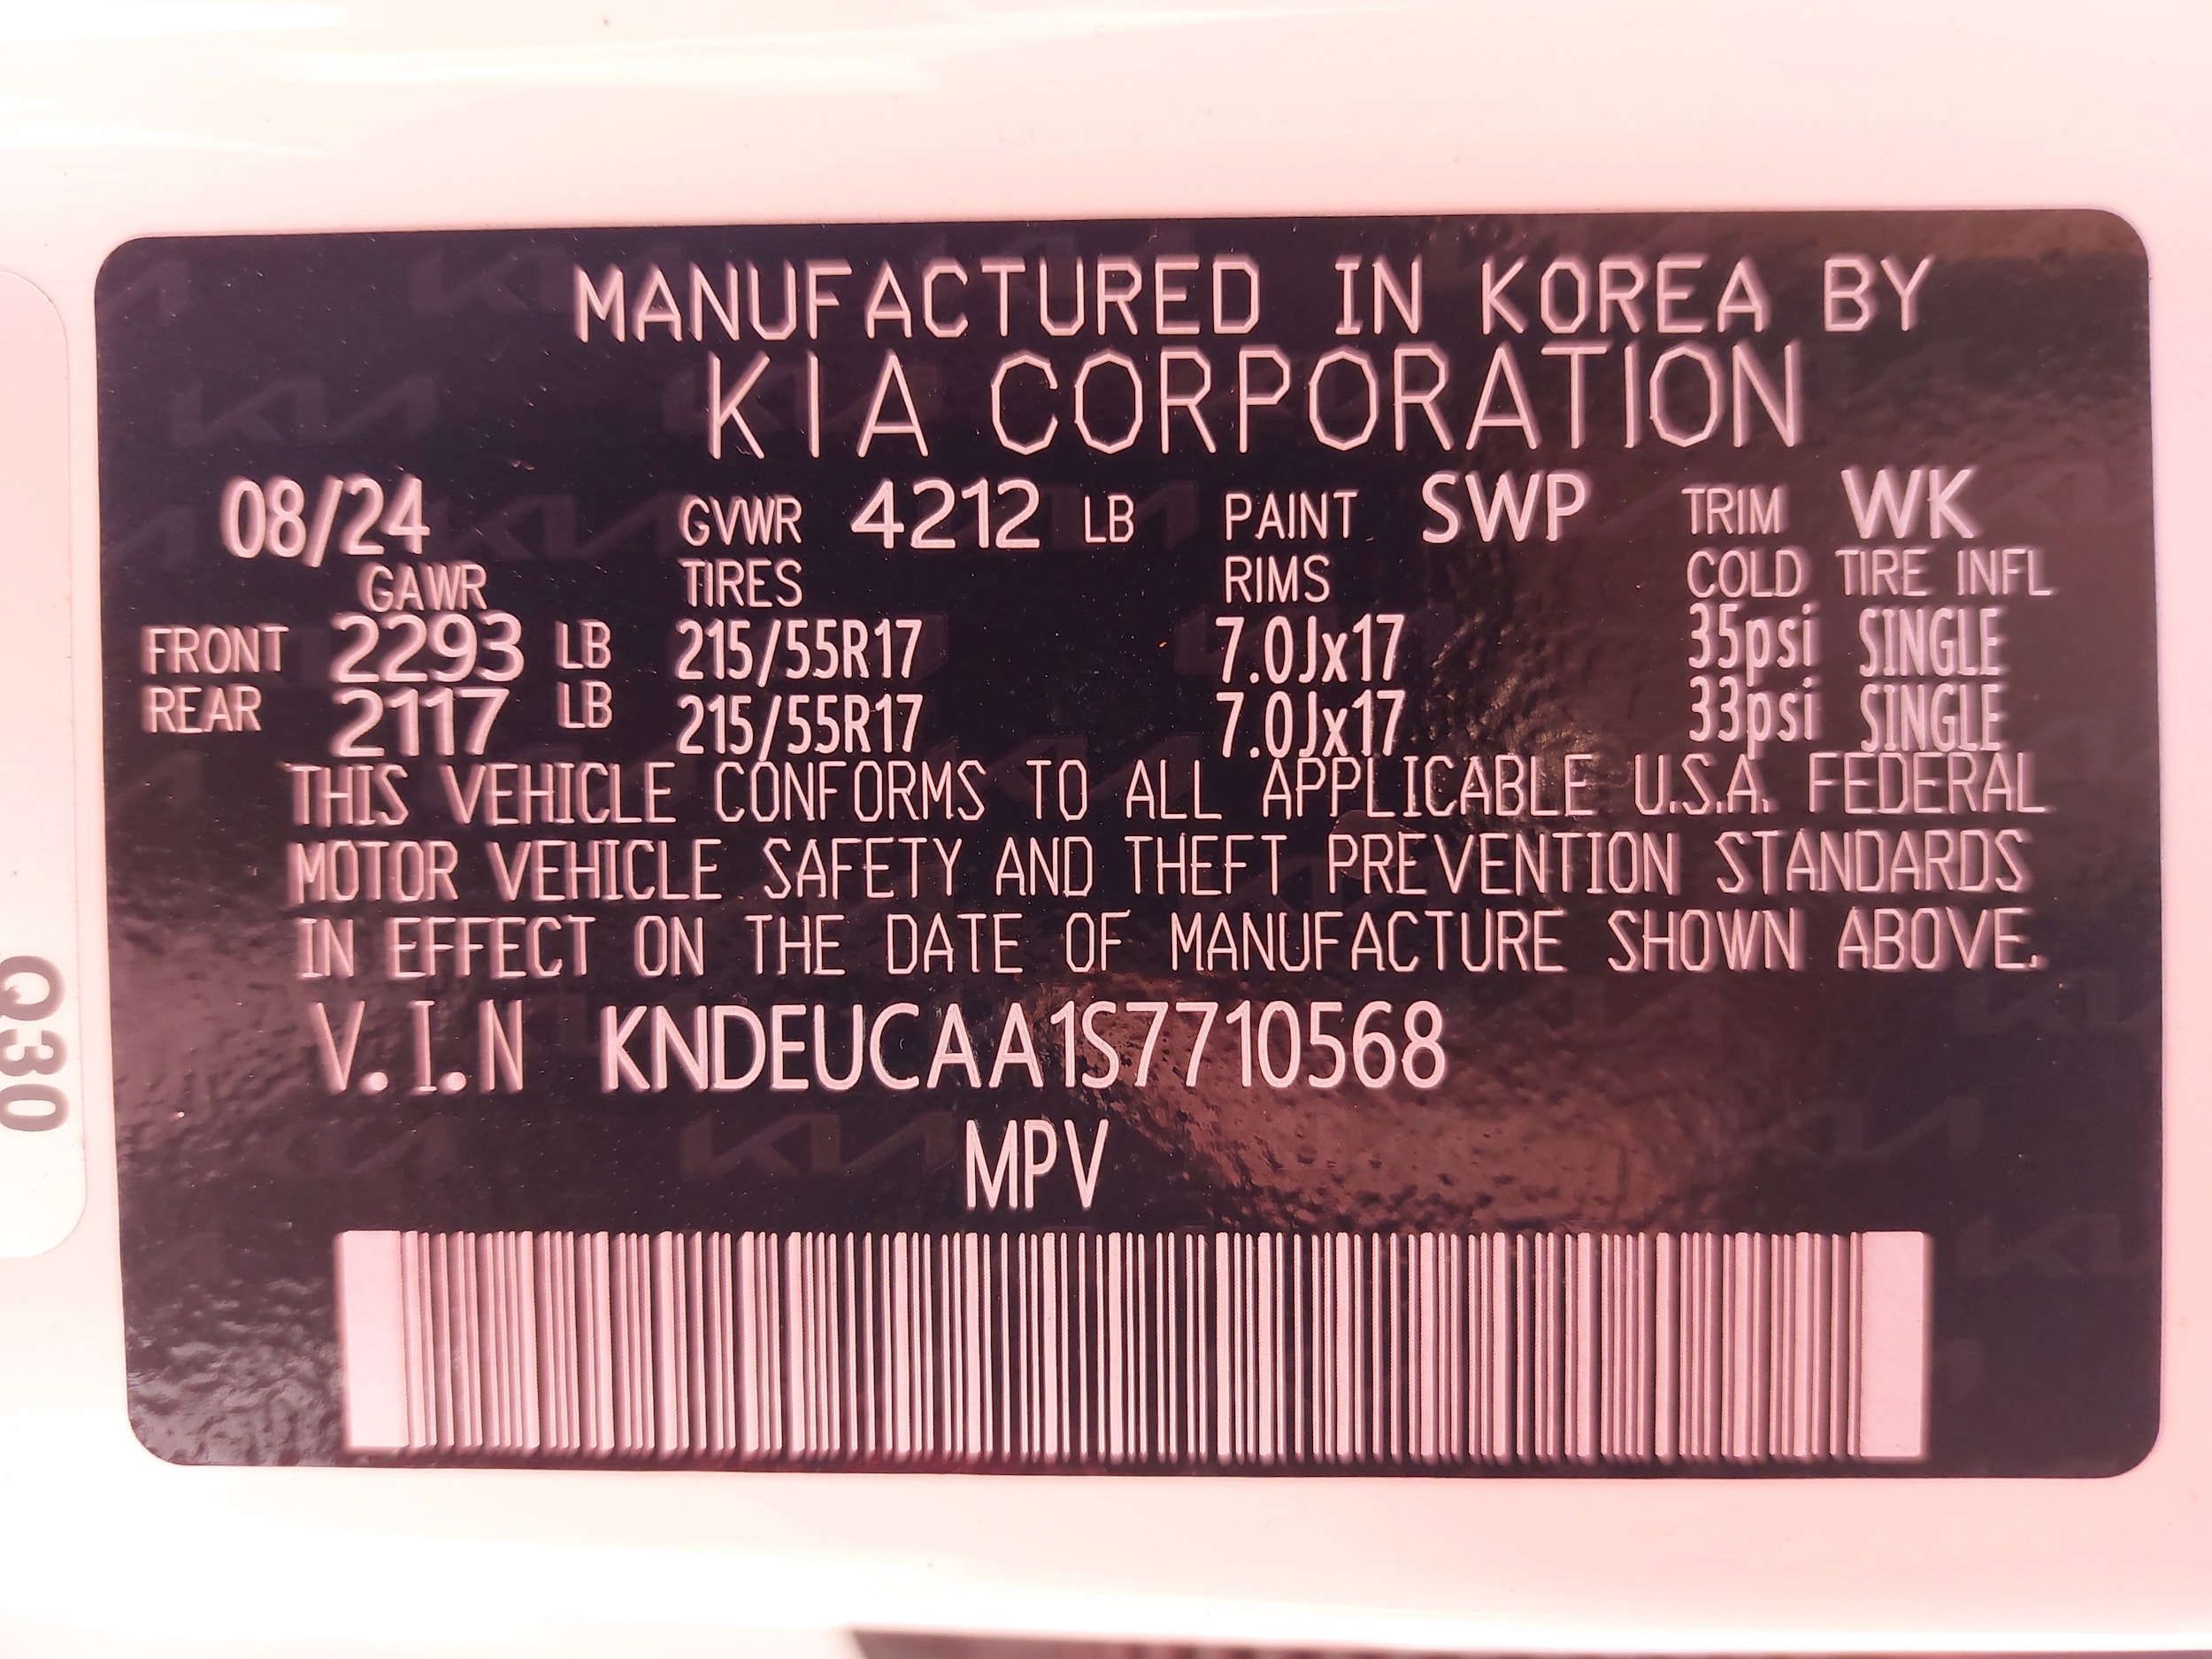 MANUFACTURED IN KOREA BY
KIA CORPORATION
08/24 GVWR 4212 LB PAINT SWP TRIM WK
GAWR TIRES RIMS COLD TIRE INFL
FRONT 2293 LB 215/55R17 7.0Jx17 35psi SINGLE
REAR 2117 LB 215/55R17 7.0Jx17 33psi SINGLE
THIS VEHICLE CONFORMS TO ALL APPLICABLE U.S.A. FEDERAL
MOTOR VEHICLE SAFETY AND THEFT PREVENTION STANDARDS
IN EFFECT ON THE DATE OF MANUFACTURE SHOWN ABOVE.
V.I.N KNDEUCAA1S7710568
MPV
Q30